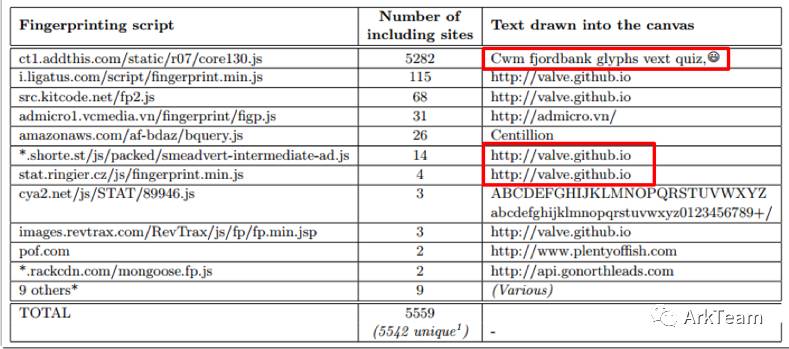 Fingerprinting script Number of including sites Text drawn into the canvas
ct1.addthis.com/static/r07/core130.js 5282 Cwm fjordbank glyphs vext quiz,😃
i.ligatus.com/script/fingerprint.min.js 115 http://valve.github.io
src.kitcode.net/fp2.js 68 http://valve.github.io
admicro1.vcmedia.vn/fingerprint/figp.js 31 http://admicro.vn/
amazonaws.com/af-bdaz/bquery.js 26 Centillion
*.shorte.st/js/packed/smeadvert-intermediate-ad.js 14 http://valve.github.io
stat.ringier.cz/js/fingerprint.min.js 4 http://valve.github.io
cya2.net/js/STAT/89946.js 3 ABCDEFGHIJKLMNOPQRSTUVWXYZ
abcdefghijklmnopqrstuvwxyz0123456789+/
images.revtrax.com/RevTrax/js/fp/fp.min.jsp 3 http://valve.github.io
pof.com 2 http://www.plentyoffish.com
*.rackcdn.com/mongoose.fp.js 2 http://api.gonorthleads.com
9 others* 9 (Various)
TOTAL 5559
(5542 unique¹) -
ArkTeam